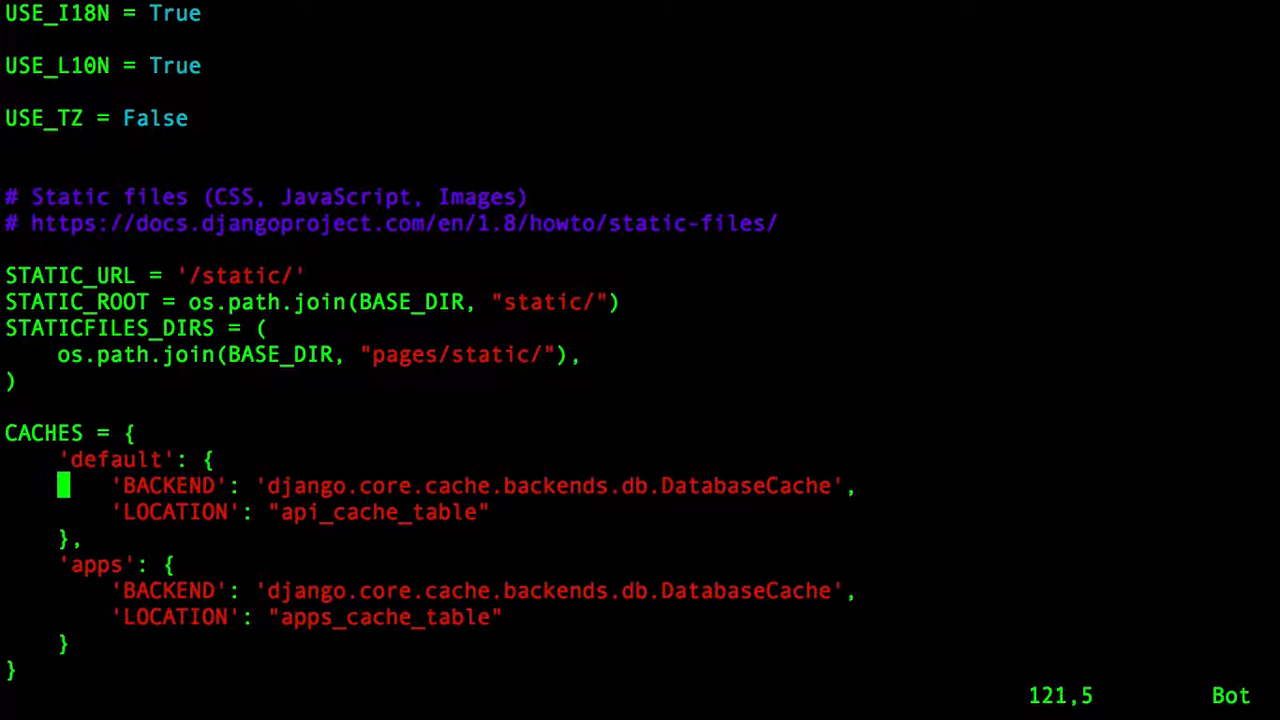 USE_I18N = True
USE_L10N = True
USE_TZ = False
# Static files (CSS, JavaScript, Images)
# https://docs.djangoproject.com/en/1.8/howto/static-files/
STATIC_URL = '/static/'
STATIC_ROOT = os.path.join(BASE_DIR, "static/")
STATICFILES_DIRS = (
    os.path.join(BASE_DIR, "pages/static/"),
)
CACHES = {
    'default': {
        'BACKEND': 'django.core.cache.backends.db.DatabaseCache',
        'LOCATION': "api_cache_table"
    },
    'apps': {
        'BACKEND': 'django.core.cache.backends.db.DatabaseCache',
        'LOCATION': "apps_cache_table"
    }
}
121,5 Bot